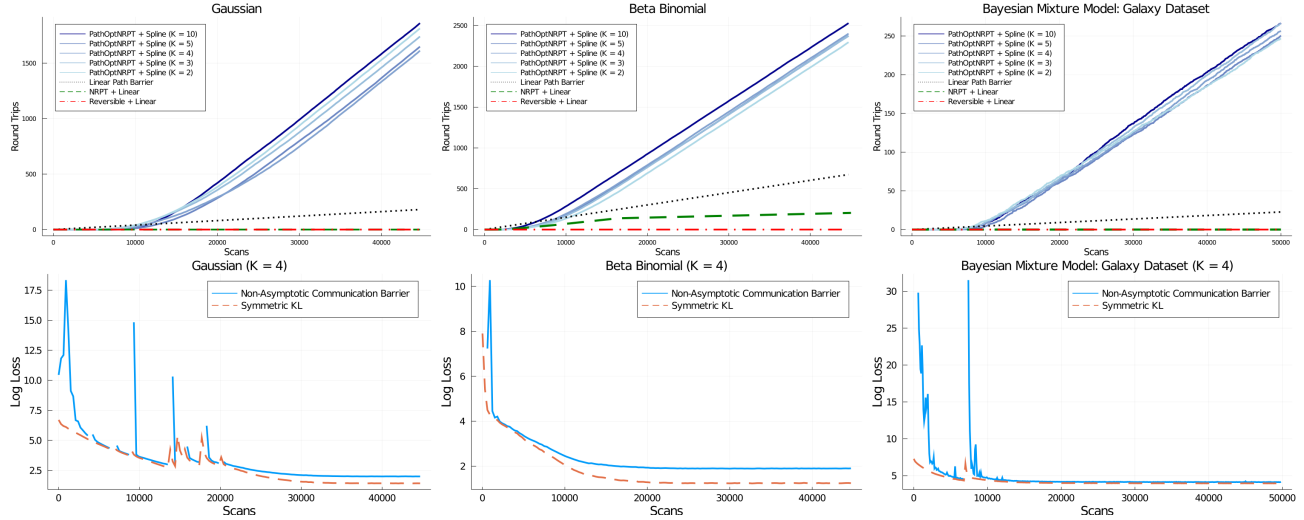 Gaussian
1500
1000
500
0
Round Trips
PathOptNRPT + Spline (K = 10)
PathOptNRPT + Spline (K = 5)
PathOptNRPT + Spline (K = 4)
PathOptNRPT + Spline (K = 3)
PathOptNRPT + Spline (K = 2)
Linear Path Barrier
NRPT + Linear
Reversible + Linear
0 10000 20000 30000 40000
Scans
Beta Binomial
2500
2000
1500
1000
500
0
Round Trips
PathOptNRPT + Spline (K = 10)
PathOptNRPT + Spline (K = 5)
PathOptNRPT + Spline (K = 4)
PathOptNRPT + Spline (K = 3)
PathOptNRPT + Spline (K = 2)
Linear Path Barrier
NRPT + Linear
Reversible + Linear
0 10000 20000 30000 40000
Scans
Bayesian Mixture Model: Galaxy Dataset
250
200
150
100
50
0
Round Trips
PathOptNRPT + Spline (K = 10)
PathOptNRPT + Spline (K = 5)
PathOptNRPT + Spline (K = 4)
PathOptNRPT + Spline (K = 3)
PathOptNRPT + Spline (K = 2)
Linear Path Barrier
NRPT + Linear
Reversible + Linear
0 10000 20000 30000 40000 50000
Scans
Gaussian (K = 4)
17.5
15.0
12.5
10.0
7.5
5.0
2.5
Log Loss
Non-Asymptotic Communication Barrier
Symmetric KL
0 10000 20000 30000 40000
Scans
Beta Binomial (K = 4)
10
8
6
4
2
Log Loss
Non-Asymptotic Communication Barrier
Symmetric KL
0 10000 20000 30000 40000
Scans
Bayesian Mixture Model: Galaxy Dataset (K = 4)
30
25
20
15
10
5
Log Loss
Non-Asymptotic Communication Barrier
Symmetric KL
0 10000 20000 30000 40000 50000
Scans